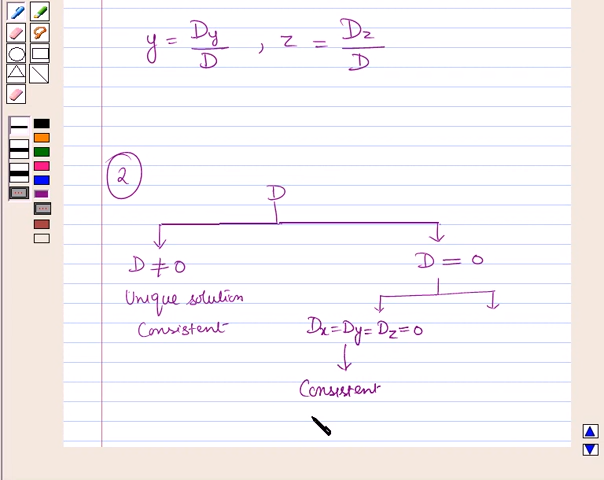 y = Dy/D , z = Dz/D
2
D
D ≠ 0
D = 0
Unique solution
Consistent
Dx = Dy = Dz = 0
Consistent